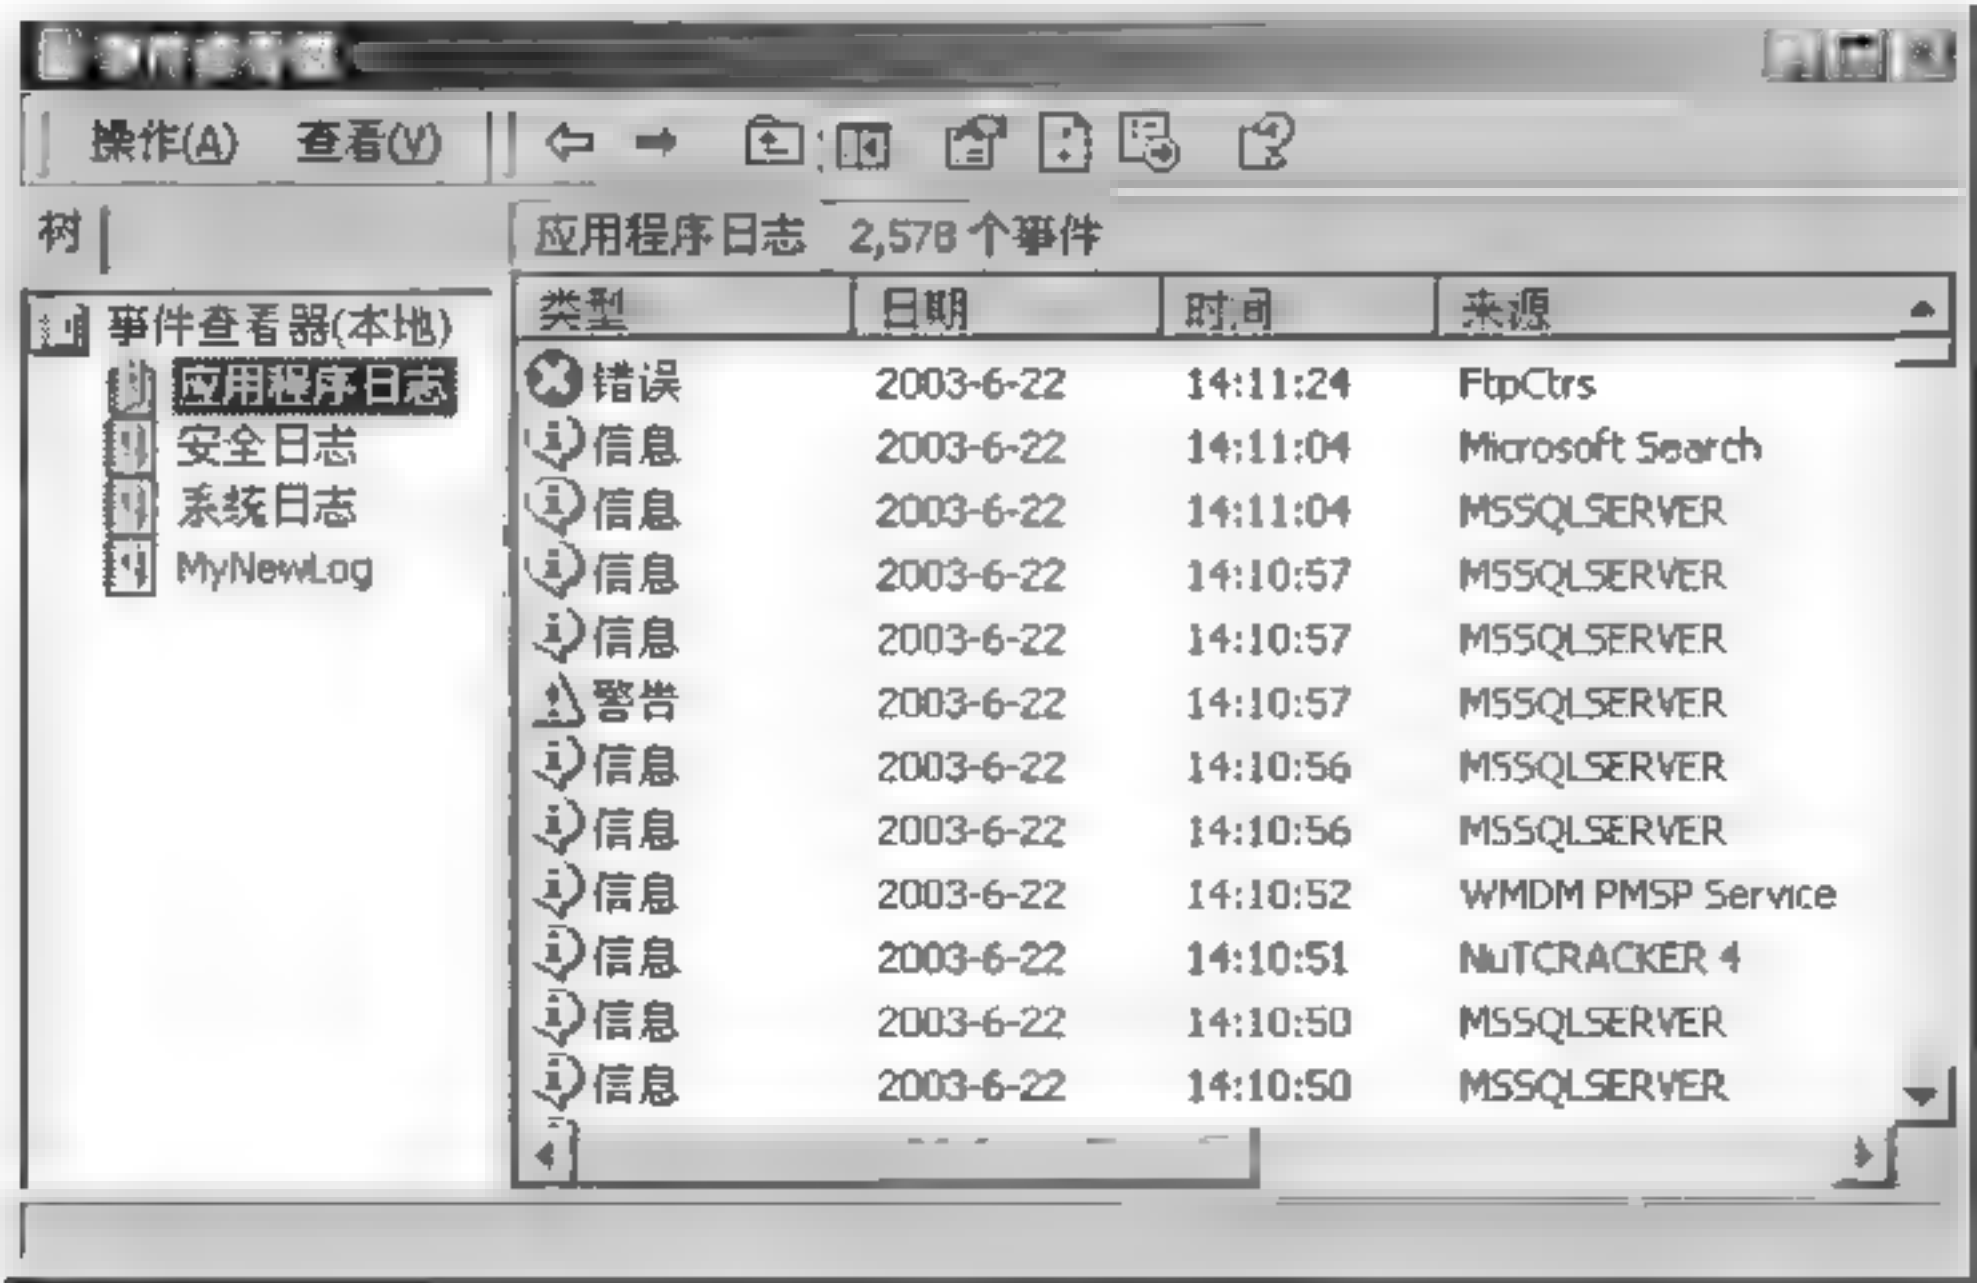 事件查看器
操作(A) 查看(V)
树
应用程序日志 2,578 个事件
事件查看器(本地)
应用程序日志
安全日志
系统日志
MyNewLog
类型 日期 时间 来源
错误 2003-6-22 14:11:24 FtpCtrs
信息 2003-6-22 14:11:04 Microsoft Search
信息 2003-6-22 14:11:04 MSSQLSERVER
信息 2003-6-22 14:10:57 MSSQLSERVER
信息 2003-6-22 14:10:57 MSSQLSERVER
警告 2003-6-22 14:10:57 MSSQLSERVER
信息 2003-6-22 14:10:56 MSSQLSERVER
信息 2003-6-22 14:10:56 MSSQLSERVER
信息 2003-6-22 14:10:52 WMDM PMSP Service
信息 2003-6-22 14:10:51 NuTCRACKER 4
信息 2003-6-22 14:10:50 MSSQLSERVER
信息 2003-6-22 14:10:50 MSSQLSERVER